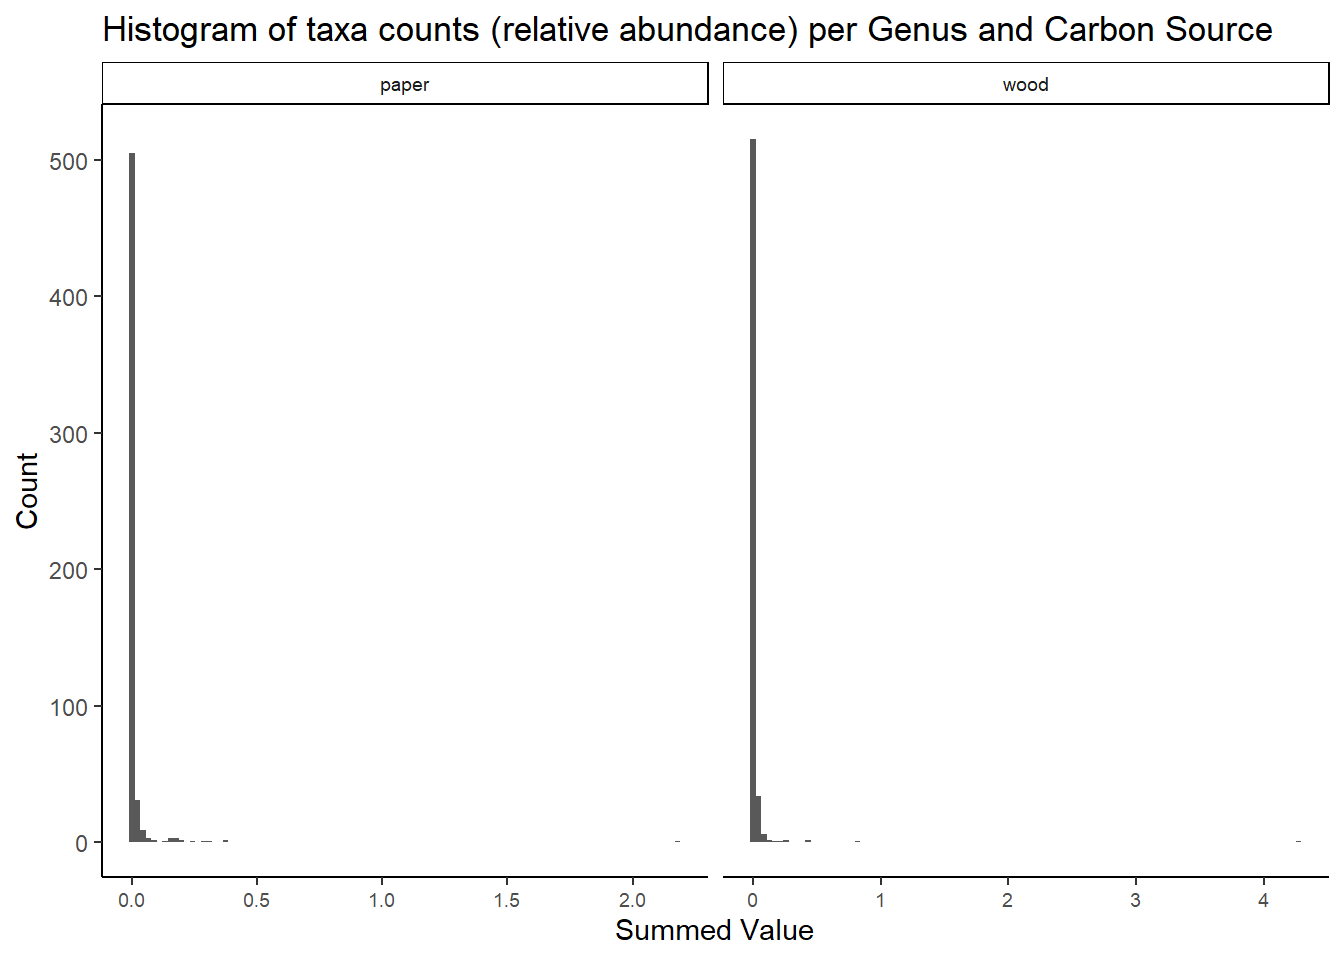 Histogram of taxa counts (relative abundance) per Genus and Carbon Source
paper
wood
Count
500
400
300
200
100
0
0.0 0.5 1.0 1.5 2.0
0 1 2 3 4
Summed Value